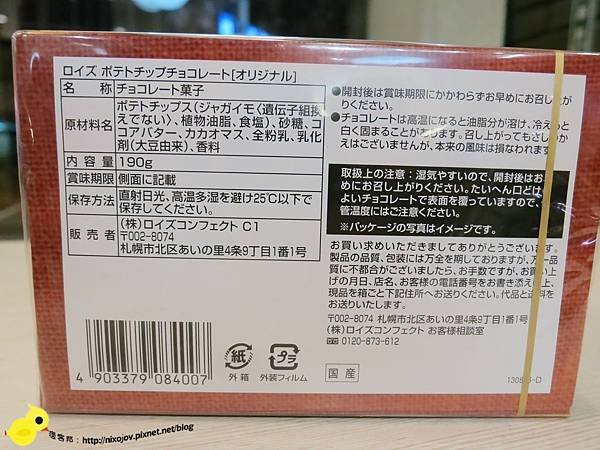 ロイズ ポテトチップチョコレート[オリジナル]
名 称 チョコレート菓子
原材料名 ポテトチップス(ジャガイモ〈遺伝子組換
えでない〉、植物油脂、食塩)、砂糖、コ
コアバター、カカオマス、全粉乳、乳化
剤(大豆由来)、香料
内 容 量 190g
賞味期限 側面に記載
保存方法 直射日光、高温多湿を避け25℃以下で
保存してください。
販 売 者 (株)ロイズコンフェクト C1
〒002-8074
札幌市北区あいの里4条9丁目1番1号
●開封後は賞味期限にかかわらずお早めにお召し上が
りください。
●チョコレートは高温になると油脂分が溶け、冷えると
白く固まることがあります。召し上がってもさしつか
えはございませんが、本来の風味は損なわれます
取扱上のご注意:湿気やすいので、開封後はお早
めにお召し上がりください。たいへん口どけの
よいチョコレートで表面を覆っていますので、保
管温度にはご注意ください。
※パッケージの写真はイメージです。
お買い求めいただきましてありがとうございます。
製品の品質、包装には万全を期しておりますが、万一品
質に不都合がございましたら、お手数ですが、お買い上
げの月日、店名、お客様の電話番号をお書き添えの上、
現品を箱ごと下記住所へお送りください。代品と送料を
お送りいたします。
〒002-8074 札幌市北区あいの里4条9丁目1番1号
(株)ロイズコンフェクト お客様相談室
0120-873-612
4 903379 084007
紙
外 箱
プラ
外装フィルム
国 産
痞客邦:http://nixojov.pixnet.net/blog